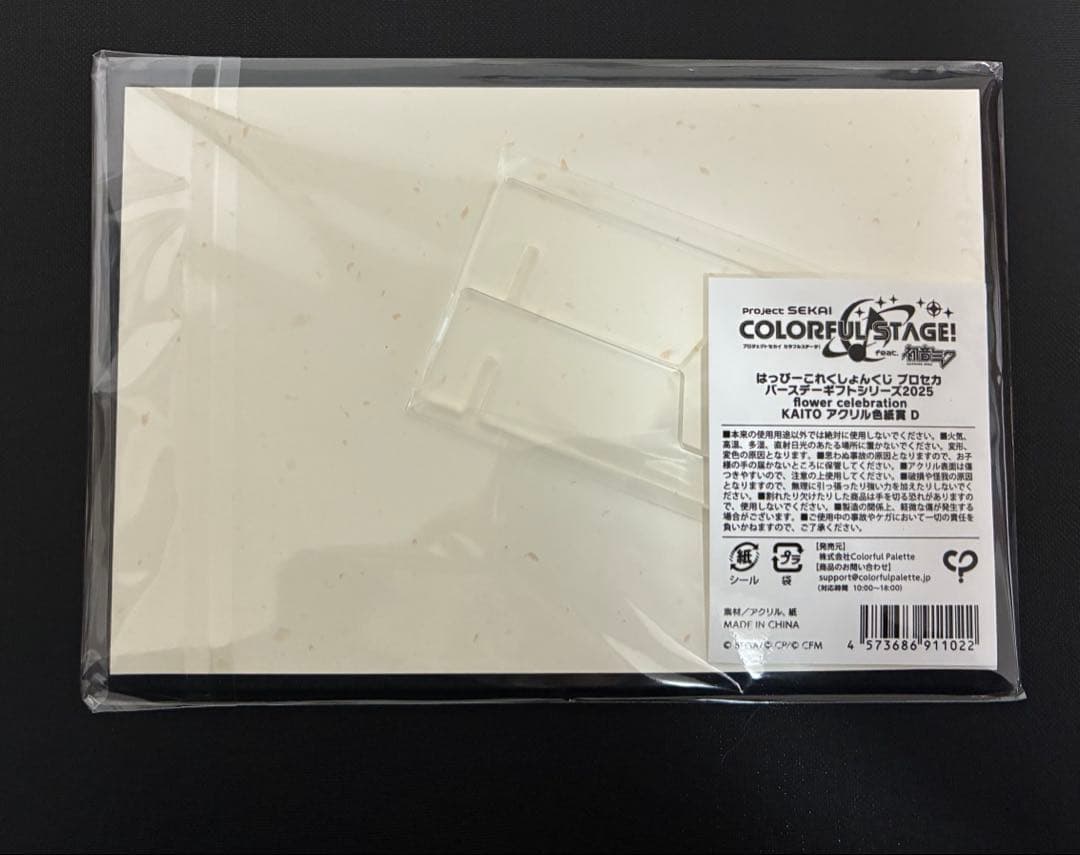 Project SEKAI
COLORFUL STAGE!
プロジェクトセカイ カラフルステージ!
feat. 初音ミク
HATSUNE MIKU
はっぴーこれくしょんくじ プロセカ
バースデーギフトシリーズ2025
flower celebration
KAITO アクリル色紙賞 D
■本来の使用用途以外では絶対に使用しないでください。■火気、
高温、多湿、直射日光のあたる場所に置かないでください。変形、
変色の原因となります。■思わぬ事故の原因となりますので、お子
様の手の届かないところに保管してください。■アクリル表面は傷
つきやすいので、注意の上使用してください。■破損や怪我の原因
となりますので、無理に引っ張ったり強い力を加えたりしないでく
ださい。■割れたり欠けたりした商品は手を切る恐れがありますの
で、使用しないでください。■製造の関係上、軽微な傷が発生する
場合がございます。■ご使用中の事故やケガにおいて一切の責任を
負いかねますので、ご了承ください。
紙
シール
プラ
袋
[発売元]
株式会社Colorful Palette
[商品のお問い合わせ]
support@colorfulpalette.jp
(対応時間 10:00~18:00)
素材/アクリル、紙
MADE IN CHINA
© SEGA/© CP/© CFM
4 573686 911022